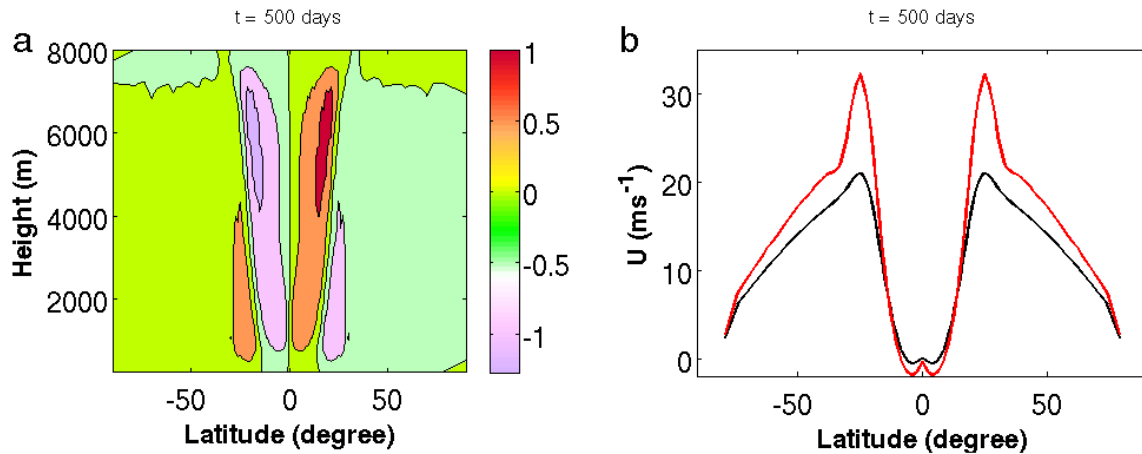 t = 500 days
a
8000
6000
4000
2000
Height (m)
-50
0
50
Latitude (degree)
1
0.5
0
-0.5
-1
t = 500 days
b
30
20
10
0
U (ms⁻¹)
-50
0
50
Latitude (degree)